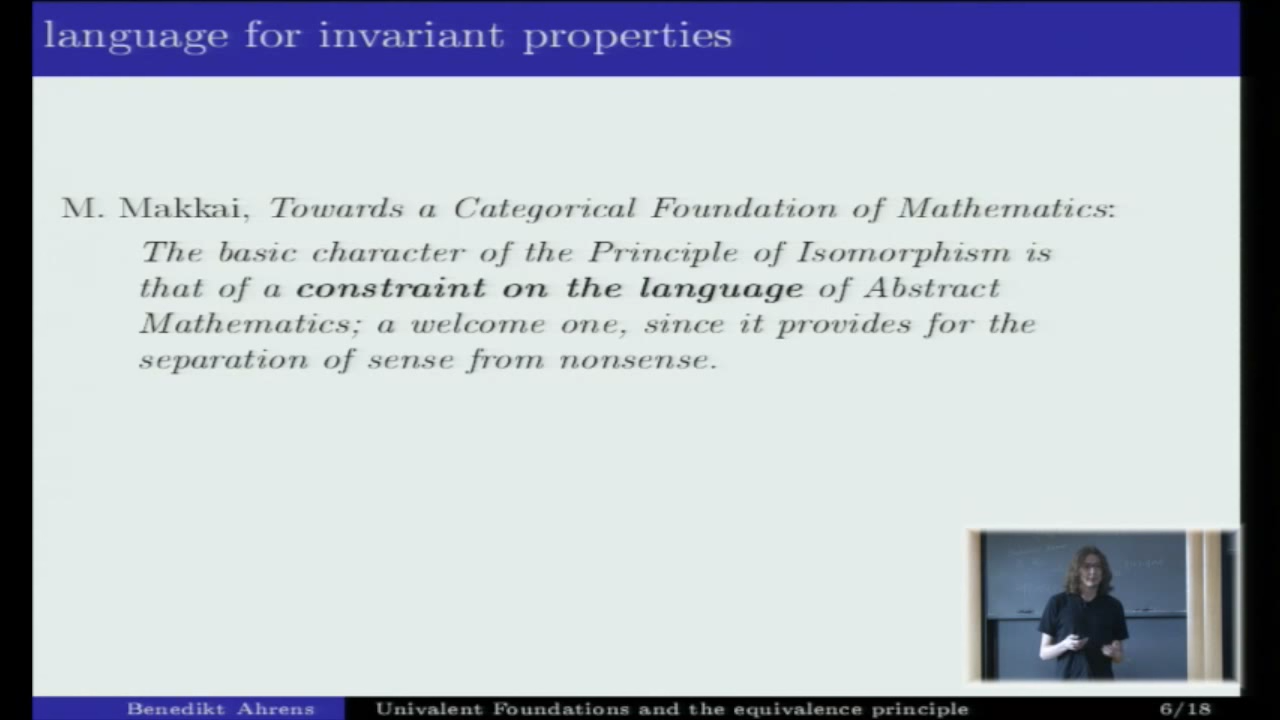 language for invariant properties
M. Makkai, Towards a Categorical Foundation of Mathematics:
The basic character of the Principle of Isomorphism is
that of a constraint on the language of Abstract
Mathematics; a welcome one, since it provides for the
separation of sense from nonsense.
Benedikt Ahrens Univalent Foundations and the equivalence principle 6/18